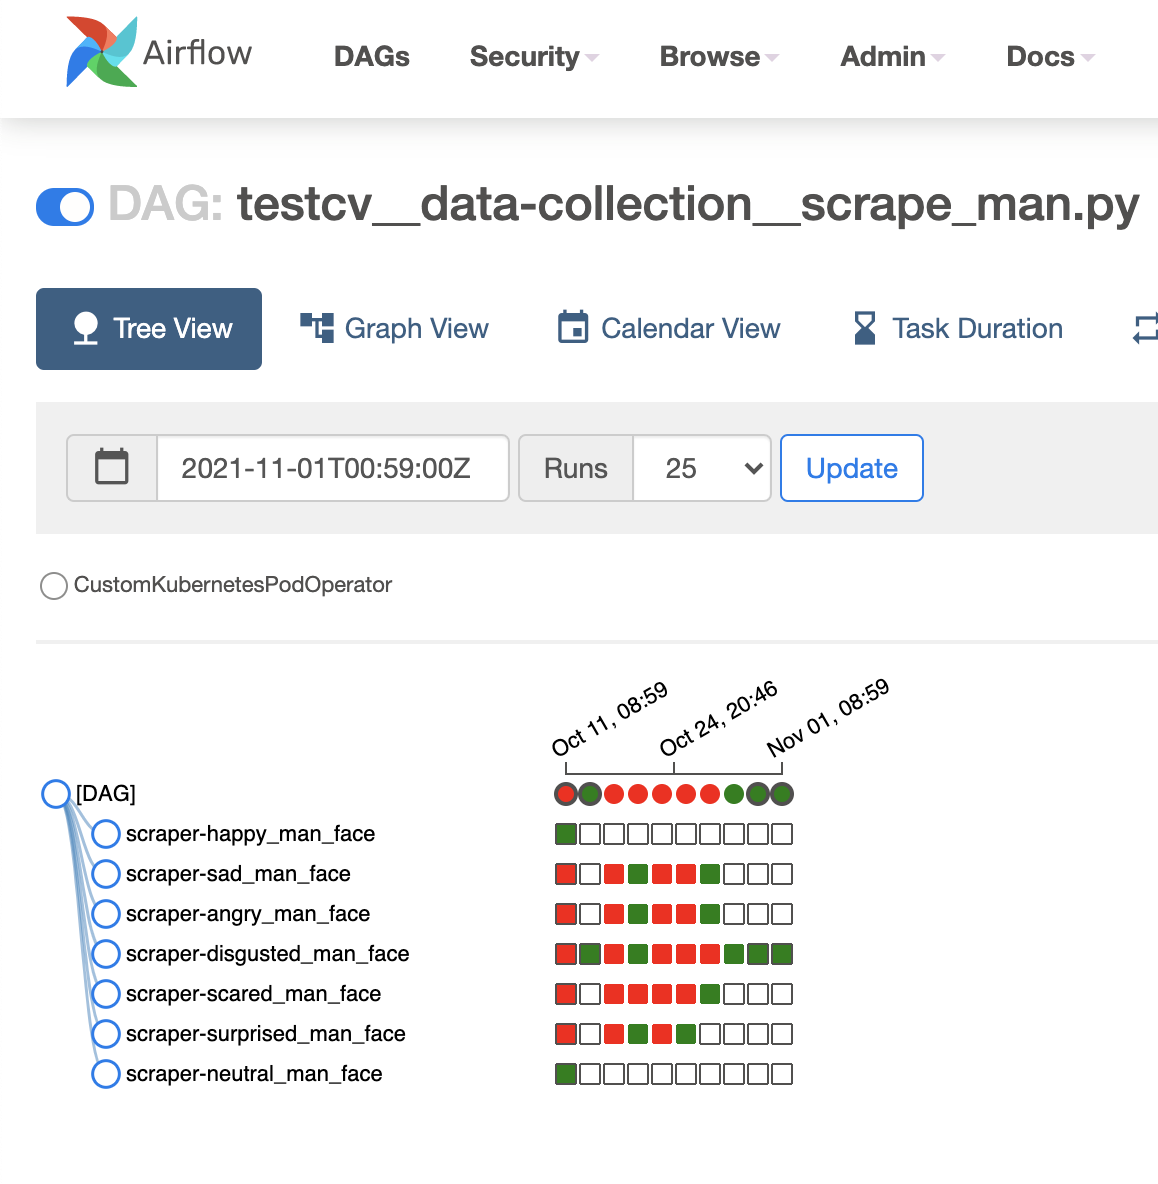 Airflow DAGs Security Browse Admin Docs
DAG: testcv__data-collection__scrape_man.py
Tree View Graph View Calendar View Task Duration
2021-11-01T00:59:00Z Runs 25 Update
CustomKubernetesPodOperator
Oct 11, 08:59 Oct 24, 20:46 Nov 01, 08:59
[DAG]
scraper-happy_man_face
scraper-sad_man_face
scraper-angry_man_face
scraper-disgusted_man_face
scraper-scared_man_face
scraper-surprised_man_face
scraper-neutral_man_face